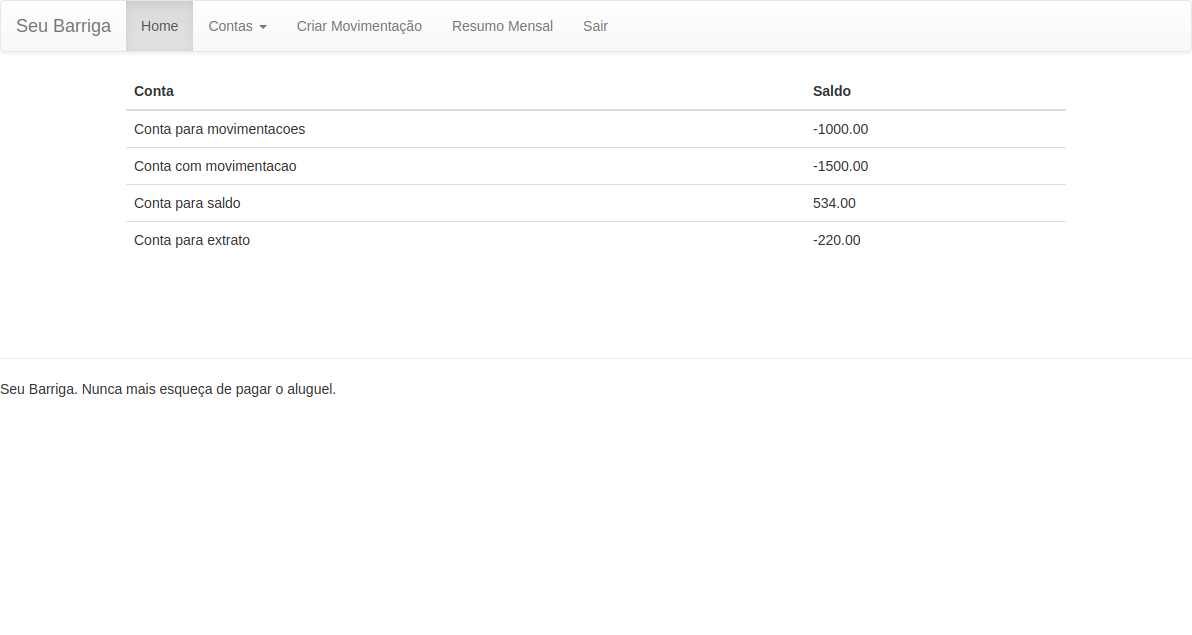 Seu Barriga Home Contas Criar Movimentação Resumo Mensal Sair
Conta Saldo
Conta para movimentacoes -1000.00
Conta com movimentacao -1500.00
Conta para saldo 534.00
Conta para extrato -220.00
Seu Barriga. Nunca mais esqueça de pagar o aluguel.